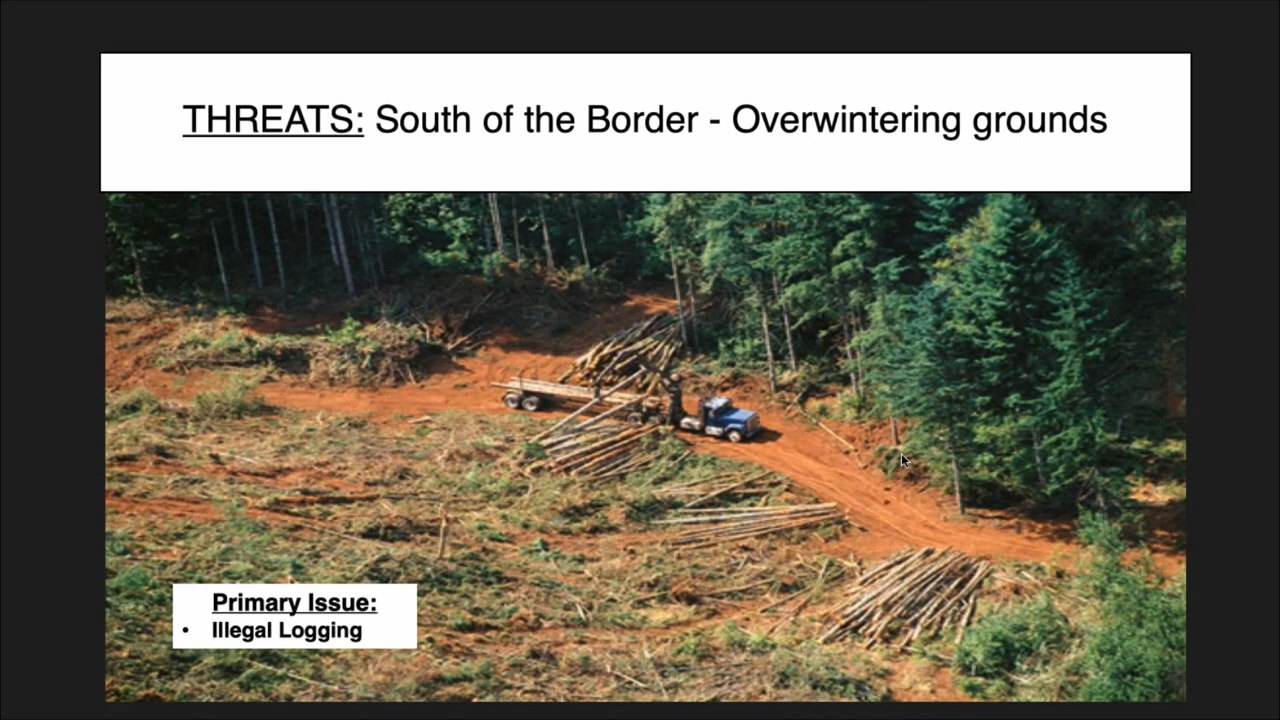 THREATS: South of the Border - Overwintering grounds
Primary Issue:
• Illegal Logging